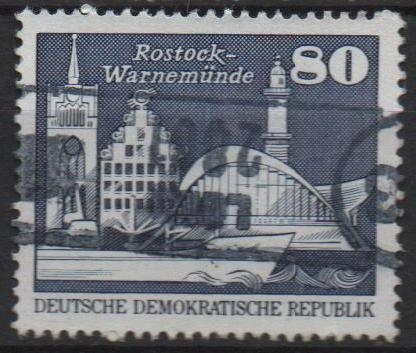 Rostock-
Warnemünde
80
DEUTSCHE DEMOKRATISCHE REPUBLIK